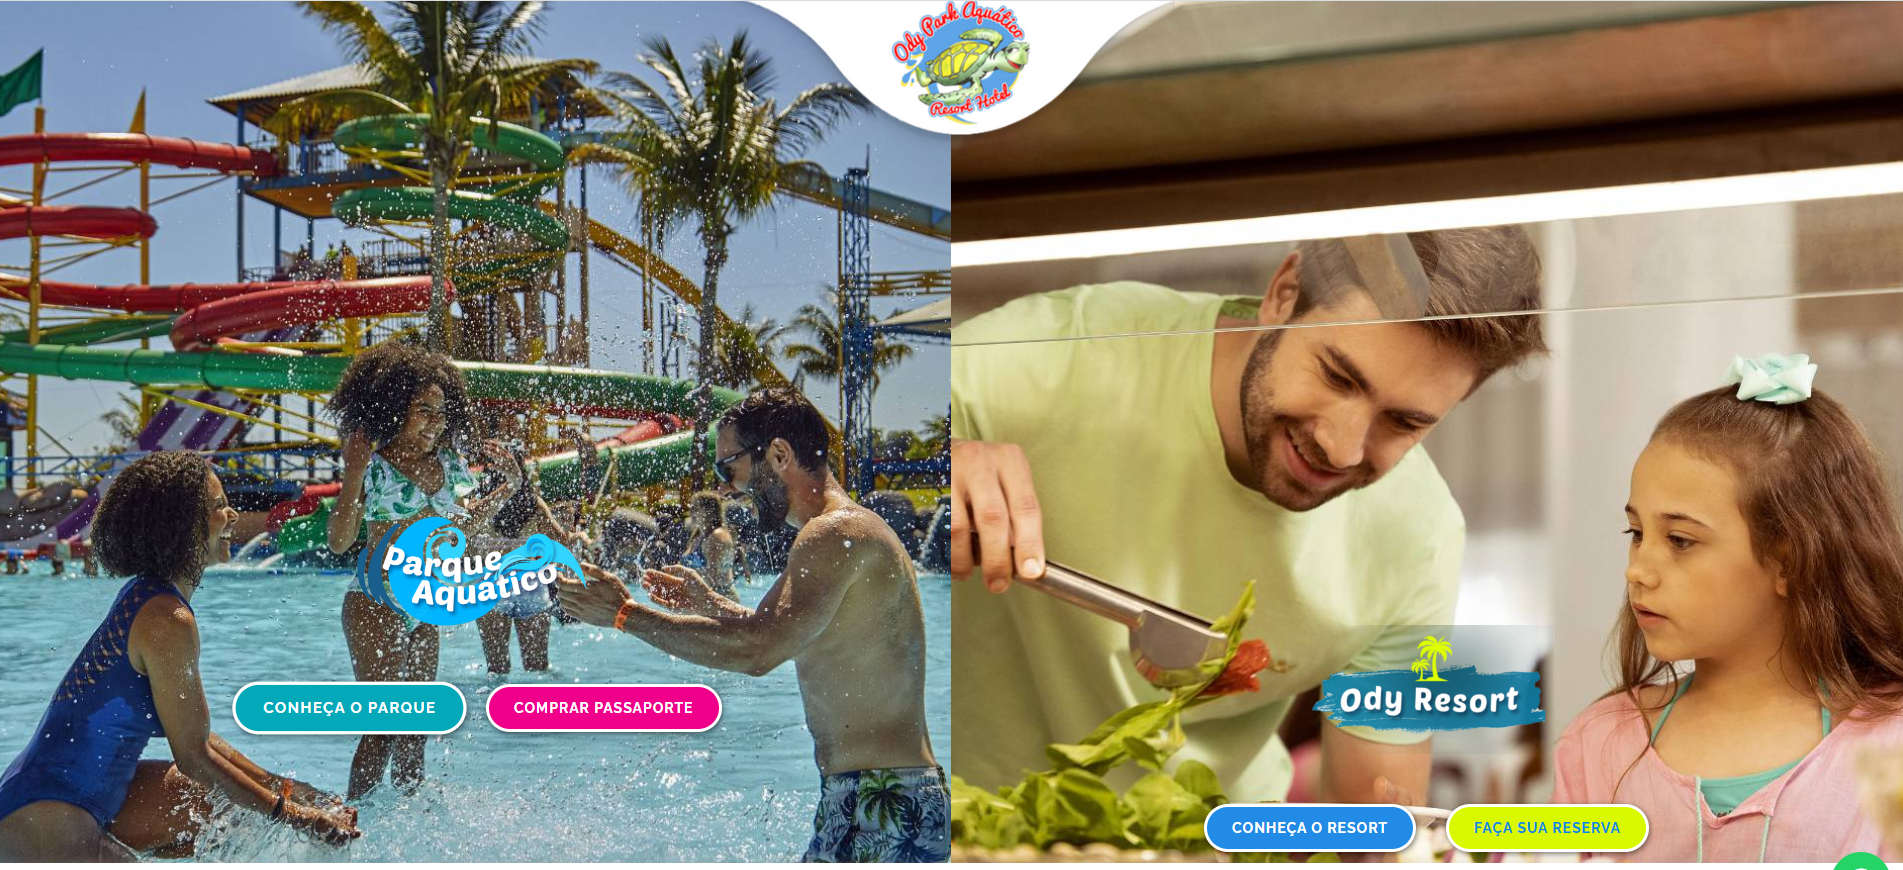 Ody Park Aquático
Resort Hotel
Parque
Aquático
CONHEÇA O PARQUE
COMPRAR PASSAPORTE
Ody Resort
CONHEÇA O RESORT
FAÇA SUA RESERVA